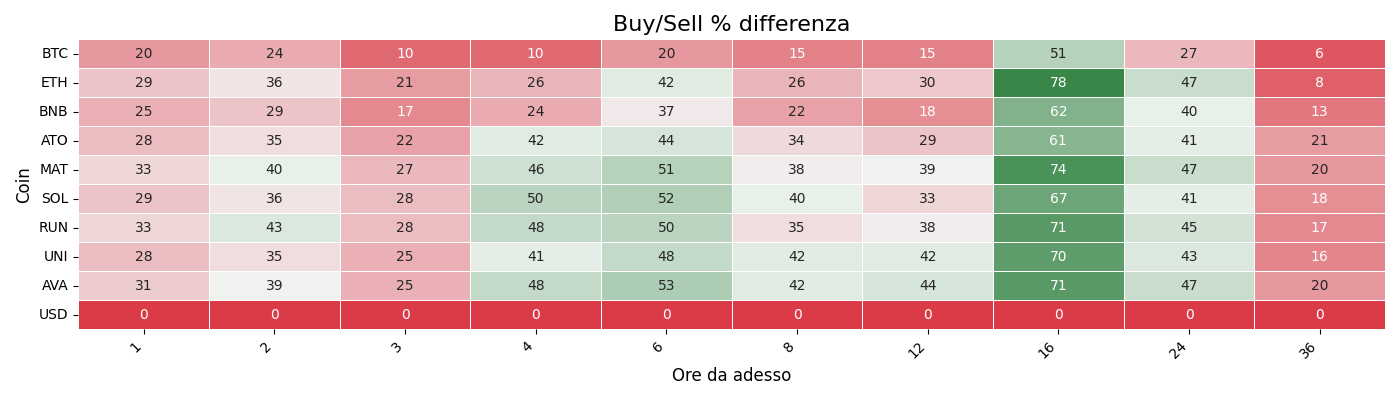 Buy/Sell % differenza
Coin
BTC 20 24 10 10 20 15 15 51 27 6
ETH 29 36 21 26 42 26 30 78 47 8
BNB 25 29 17 24 37 22 18 62 40 13
ATO 28 35 22 42 44 34 29 61 41 21
MAT 33 40 27 46 51 38 39 74 47 20
SOL 29 36 28 50 52 40 33 67 41 18
RUN 33 43 28 48 50 35 38 71 45 17
UNI 28 35 25 41 48 42 42 70 43 16
AVA 31 39 25 48 53 42 44 71 47 20
USD 0 0 0 0 0 0 0 0 0 0
1 2 3 4 6 8 12 16 24 36
Ore da adesso